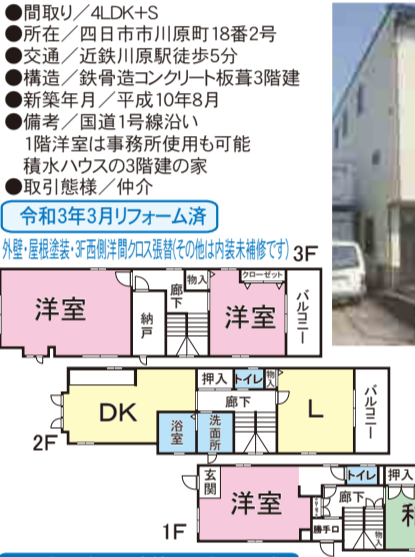 ●間取り／4LDK+S
●所在／四日市市川原町18番2号
●交通／近鉄川原駅徒歩5分
●構造／鉄骨造コンクリート板葺3階建
●新築年月／平成10年8月
●備考／国道1号線沿い
1階洋室は事務所使用も可能
積水ハウスの3階建の家
●取引態様／仲介
令和3年3月リフォーム済
外壁・屋根塗装・3F西側洋間クロス張替(その他は内装未補修です)
3F
洋室
納戸
廊下
物入
クローゼット
洋室
バルコニー
2F
DK
浴室
洗面所
押入
トイレ
物入
廊下
L
バルコニー
1F
玄関
洋室
勝手口
廊下
トイレ
押入
物入